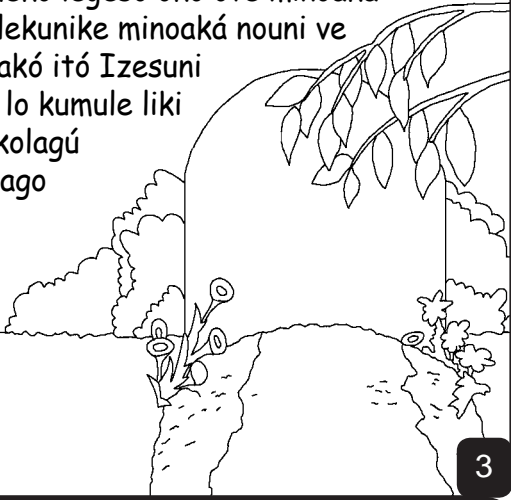 lekunike minoaká nouni ve
akó itó Izesuni
lo kumule liki
kolagú
ago
3